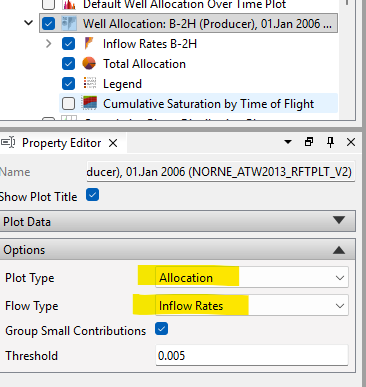 Default Well Allocation Over Time Plot
Well Allocation: B-2H (Producer), 01.Jan 2006 ...
Inflow Rates B-2H
Total Allocation
Legend
Cumulative Saturation by Time of Flight
Property Editor
Name ducer), 01.Jan 2006 (NORNE_ATW2013_RFTPLT_V2)
Show Plot Title
Plot Data
Options
Plot Type Allocation
Flow Type Inflow Rates
Group Small Contributions
Threshold 0.005